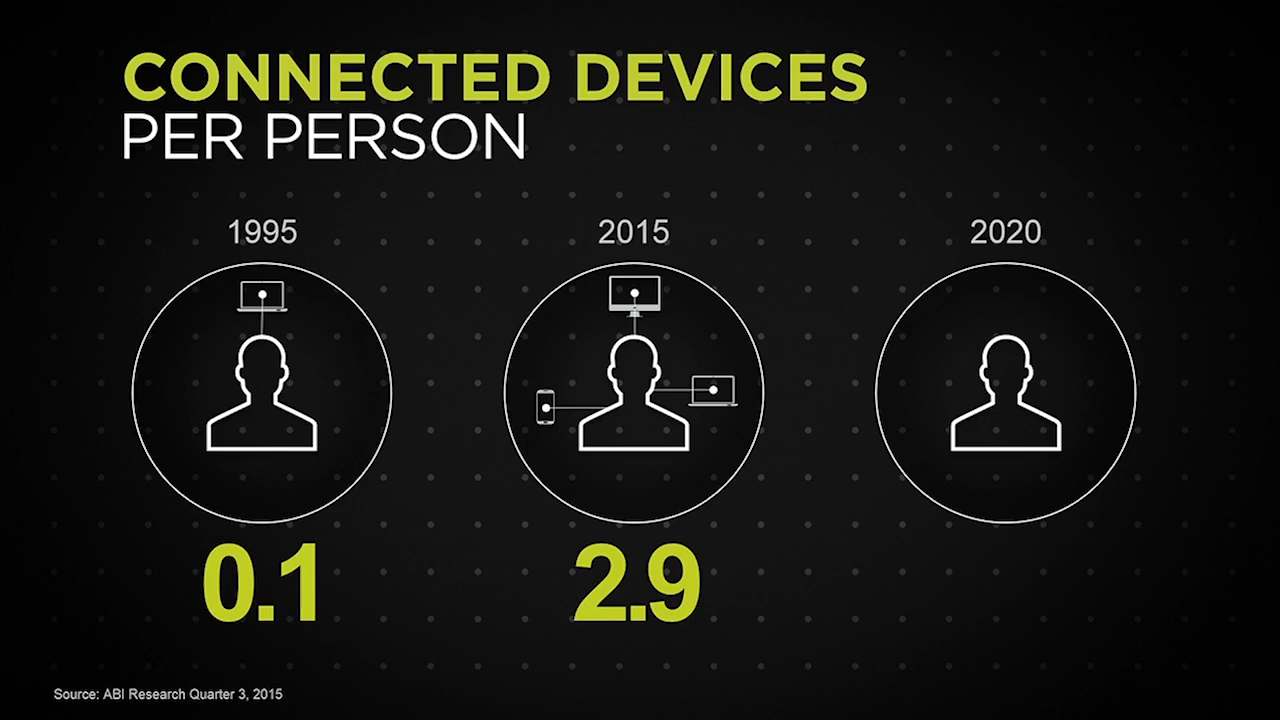 CONNECTED DEVICES
PER PERSON
1995
2015
2020
0.1
2.9
Source: ABI Research Quarter 3, 2015